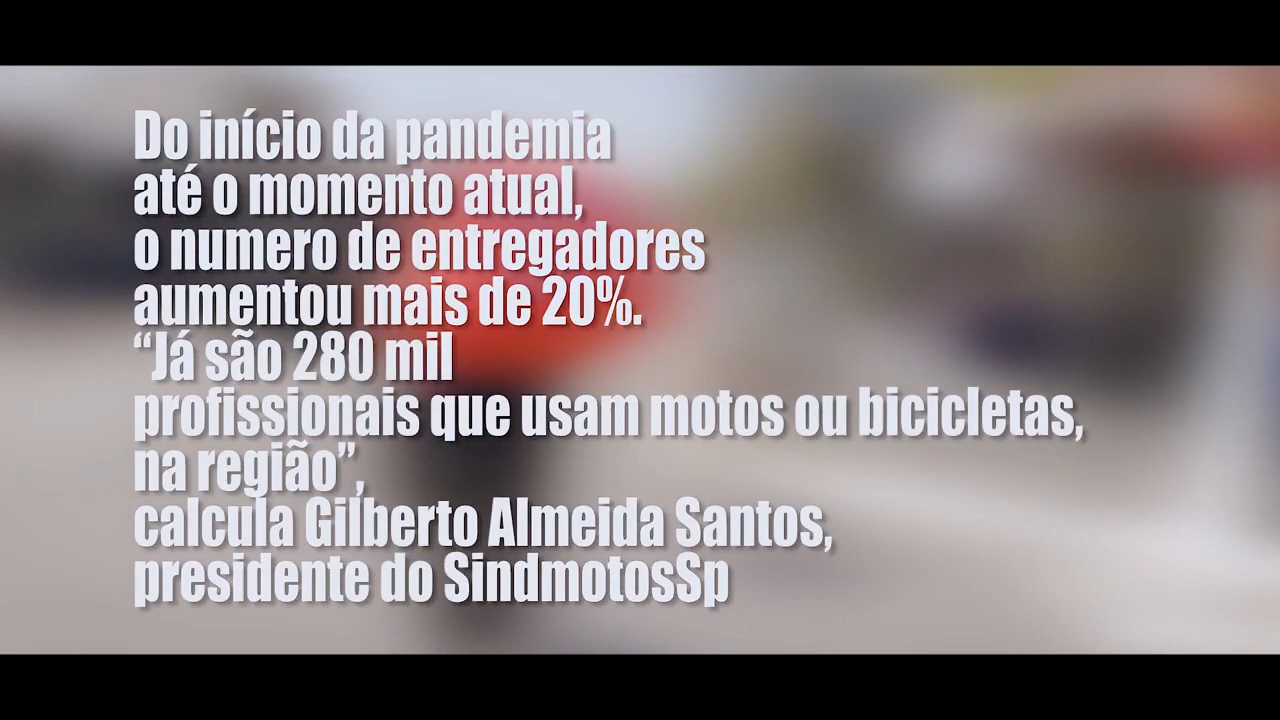 Do início da pandemia
até o momento atual,
o numero de entregadores
aumentou mais de 20%.
“Já são 280 mil
profissionais que usam motos ou bicicletas,
na região”,
calcula Gilberto Almeida Santos,
presidente do SindmotosSp